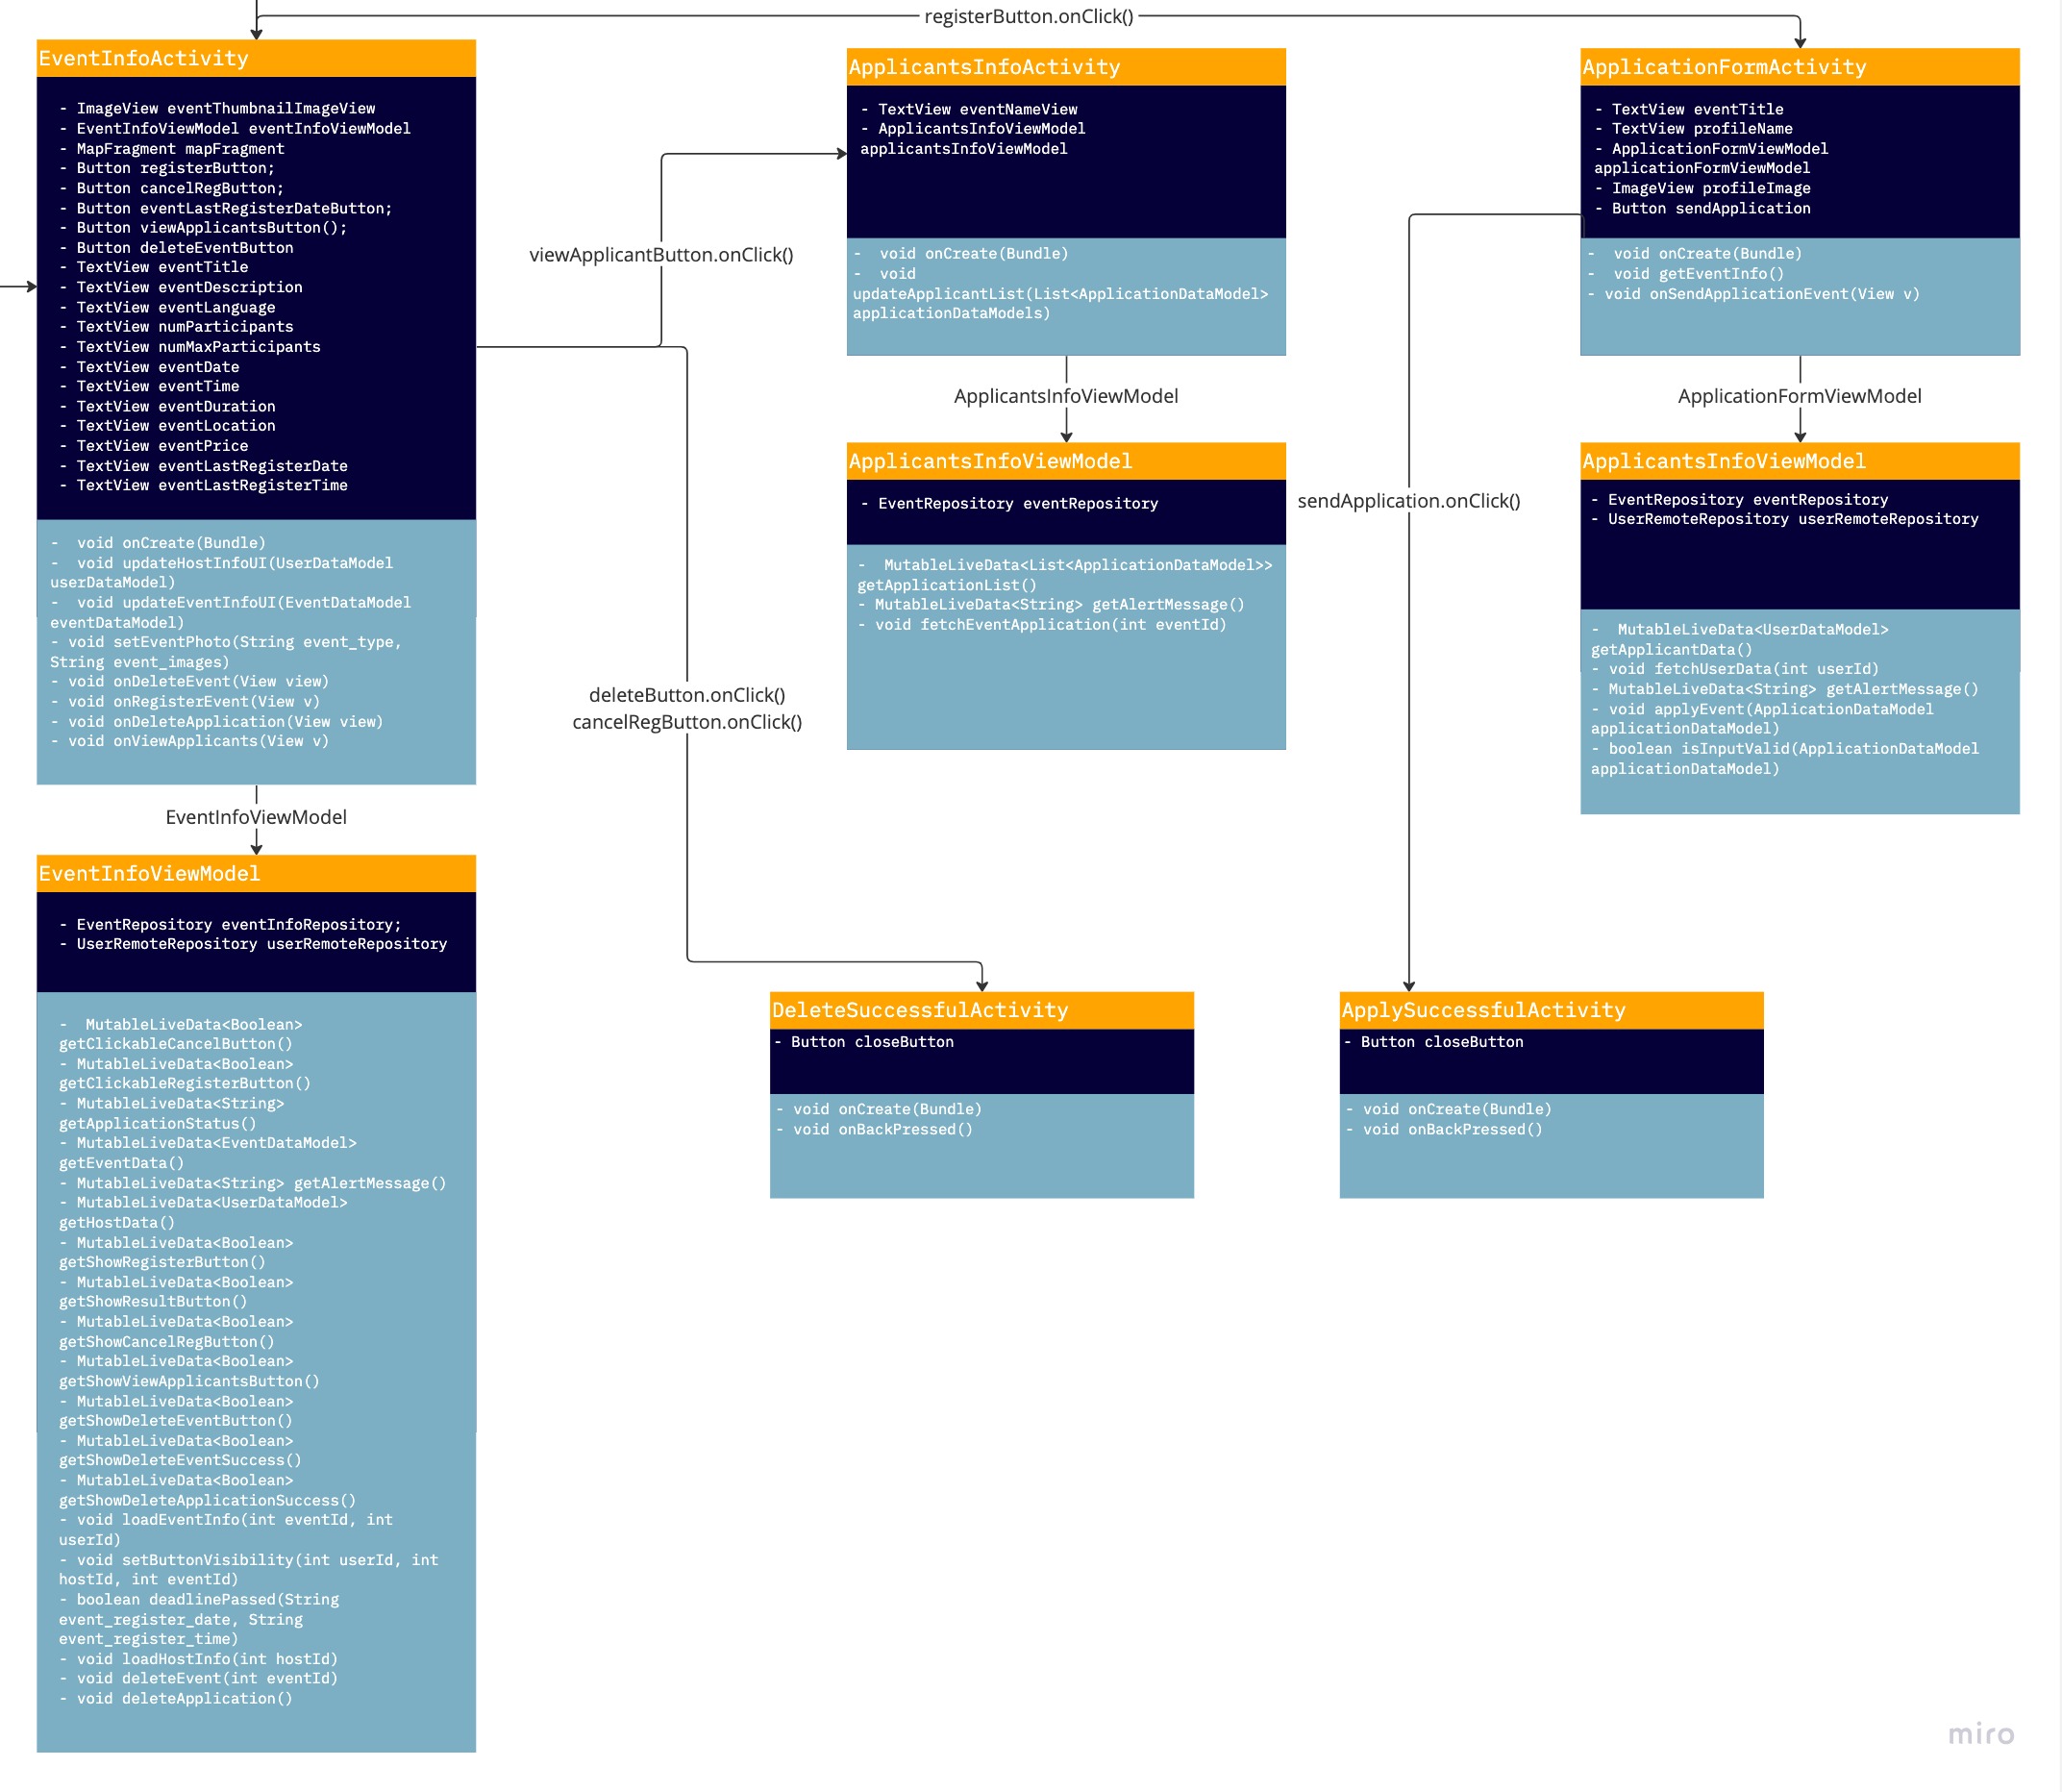 registerButton.onClick()
EventInfoActivity
- ImageView eventThumbnailImageView
- EventInfoViewModel eventInfoViewModel
- MapFragment mapFragment
- Button registerButton;
- Button cancelRegButton;
- Button eventLastRegisterDateButton;
- Button viewApplicantsButton();
- Button deleteEventButton
- TextView eventTitle
- TextView eventDescription
- TextView eventLanguage
- TextView numParticipants
- TextView numMaxParticipants
- TextView eventDate
- TextView eventTime
- TextView eventDuration
- TextView eventLocation
- TextView eventPrice
- TextView eventLastRegisterDate
- TextView eventLastRegisterTime
- void onCreate(Bundle)
- void updateHostInfoUI(UserDataModel
userDataModel)
- void updateEventInfoUI(EventDataModel
eventDataModel)
- void setEventPhoto(String event_type,
String event_images)
- void onDeleteEvent(View view)
- void onRegisterEvent(View v)
- void onDeleteApplication(View view)
- void onViewApplicants(View v)
EventInfoViewModel
EventInfoViewModel
- EventRepository eventInfoRepository;
- UserRemoteRepository userRemoteRepository
- MutableLiveData<Boolean>
getClickableCancelButton()
- MutableLiveData<Boolean>
getClickableRegisterButton()
- MutableLiveData<String>
getApplicationStatus()
- MutableLiveData<EventDataModel>
getEventData()
- MutableLiveData<String> getAlertMessage()
- MutableLiveData<UserDataModel>
getHostData()
- MutableLiveData<Boolean>
getShowRegisterButton()
- MutableLiveData<Boolean>
getShowResultButton()
- MutableLiveData<Boolean>
getShowCancelRegButton()
- MutableLiveData<Boolean>
getShowViewApplicantsButton()
- MutableLiveData<Boolean>
getShowDeleteEventButton()
- MutableLiveData<Boolean>
getShowDeleteEventSuccess()
- MutableLiveData<Boolean>
getShowDeleteApplicationSuccess()
- void loadEventInfo(int eventId, int
userId)
- void setButtonVisibility(int userId, int
hostId, int eventId)
- boolean deadlinePassed(String
event_register_date, String
event_register_time)
- void loadHostInfo(int hostId)
- void deleteEvent(int eventId)
- void deleteApplication()
viewApplicantButton.onClick()
deleteButton.onClick()
cancelRegButton.onClick()
ApplicantsInfoActivity
- TextView eventNameView
- ApplicantsInfoViewModel
applicantsInfoViewModel
- void onCreate(Bundle)
- void
updateApplicantList(List<ApplicationDataModel>
applicationDataModels)
ApplicantsInfoViewModel
ApplicantsInfoViewModel
- EventRepository eventRepository
- MutableLiveData<List<ApplicationDataModel>>
getApplicationList()
- MutableLiveData<String> getAlertMessage()
- void fetchEventApplication(int eventId)
DeleteSuccessfulActivity
- Button closeButton
- void onCreate(Bundle)
- void onBackPressed()
ApplicationFormActivity
- TextView eventTitle
- TextView profileName
- ApplicationFormViewModel
applicationFormViewModel
- ImageView profileImage
- Button sendApplication
- void onCreate(Bundle)
- void getEventInfo()
- void onSendApplicationEvent(View v)
ApplicationFormViewModel
ApplicantsInfoViewModel
- EventRepository eventRepository
- UserRemoteRepository userRemoteRepository
- MutableLiveData<UserDataModel>
getApplicantData()
- void fetchUserData(int userId)
- MutableLiveData<String> getAlertMessage()
- void applyEvent(ApplicationDataModel
applicationDataModel)
- boolean isInputValid(ApplicationDataModel
applicationDataModel)
sendApplication.onClick()
ApplySuccessfulActivity
- Button closeButton
- void onCreate(Bundle)
- void onBackPressed()
miro